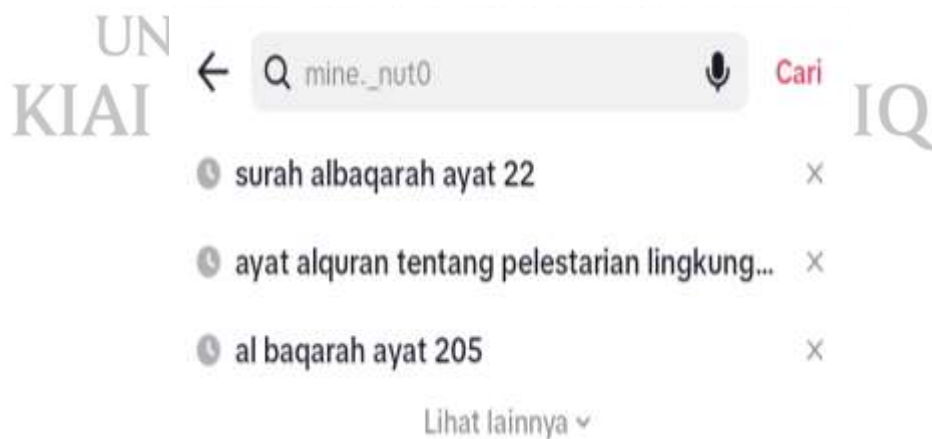 UN
mine._nut0 Cari
KIAI IQ
surah albaqarah ayat 22
ayat alquran tentang pelestarian lingkung...
al baqarah ayat 205
Lihat lainnya